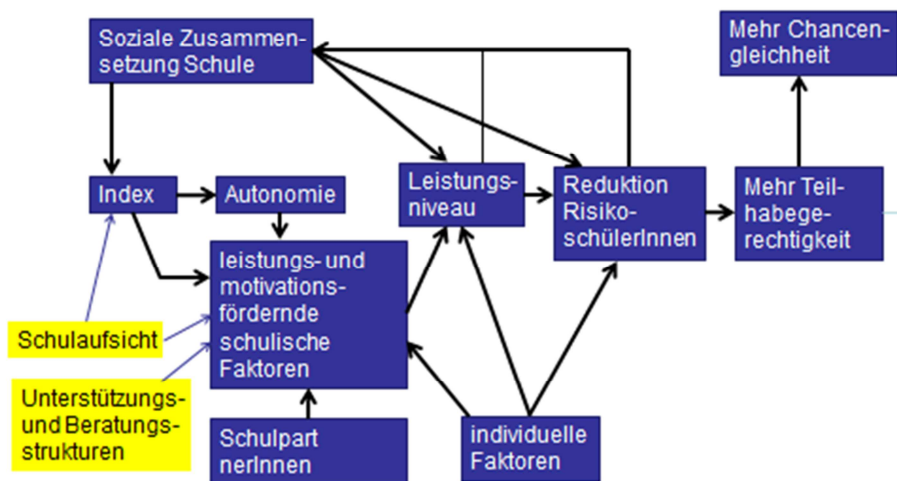 Soziale Zusammen-
setzung Schule
Mehr Chancen-
gleichheit
Index
Autonomie
Leistungs-
niveau
Reduktion
Risiko-
schülerInnen
Mehr Teil-
habege-
rechtigkeit
leistungs- und
motivations-
fördernde
schulische
Faktoren
Schulaufsicht
Unterstützungs-
und Beratungs-
strukturen
Schulpart
nerInnen
individuelle
Faktoren